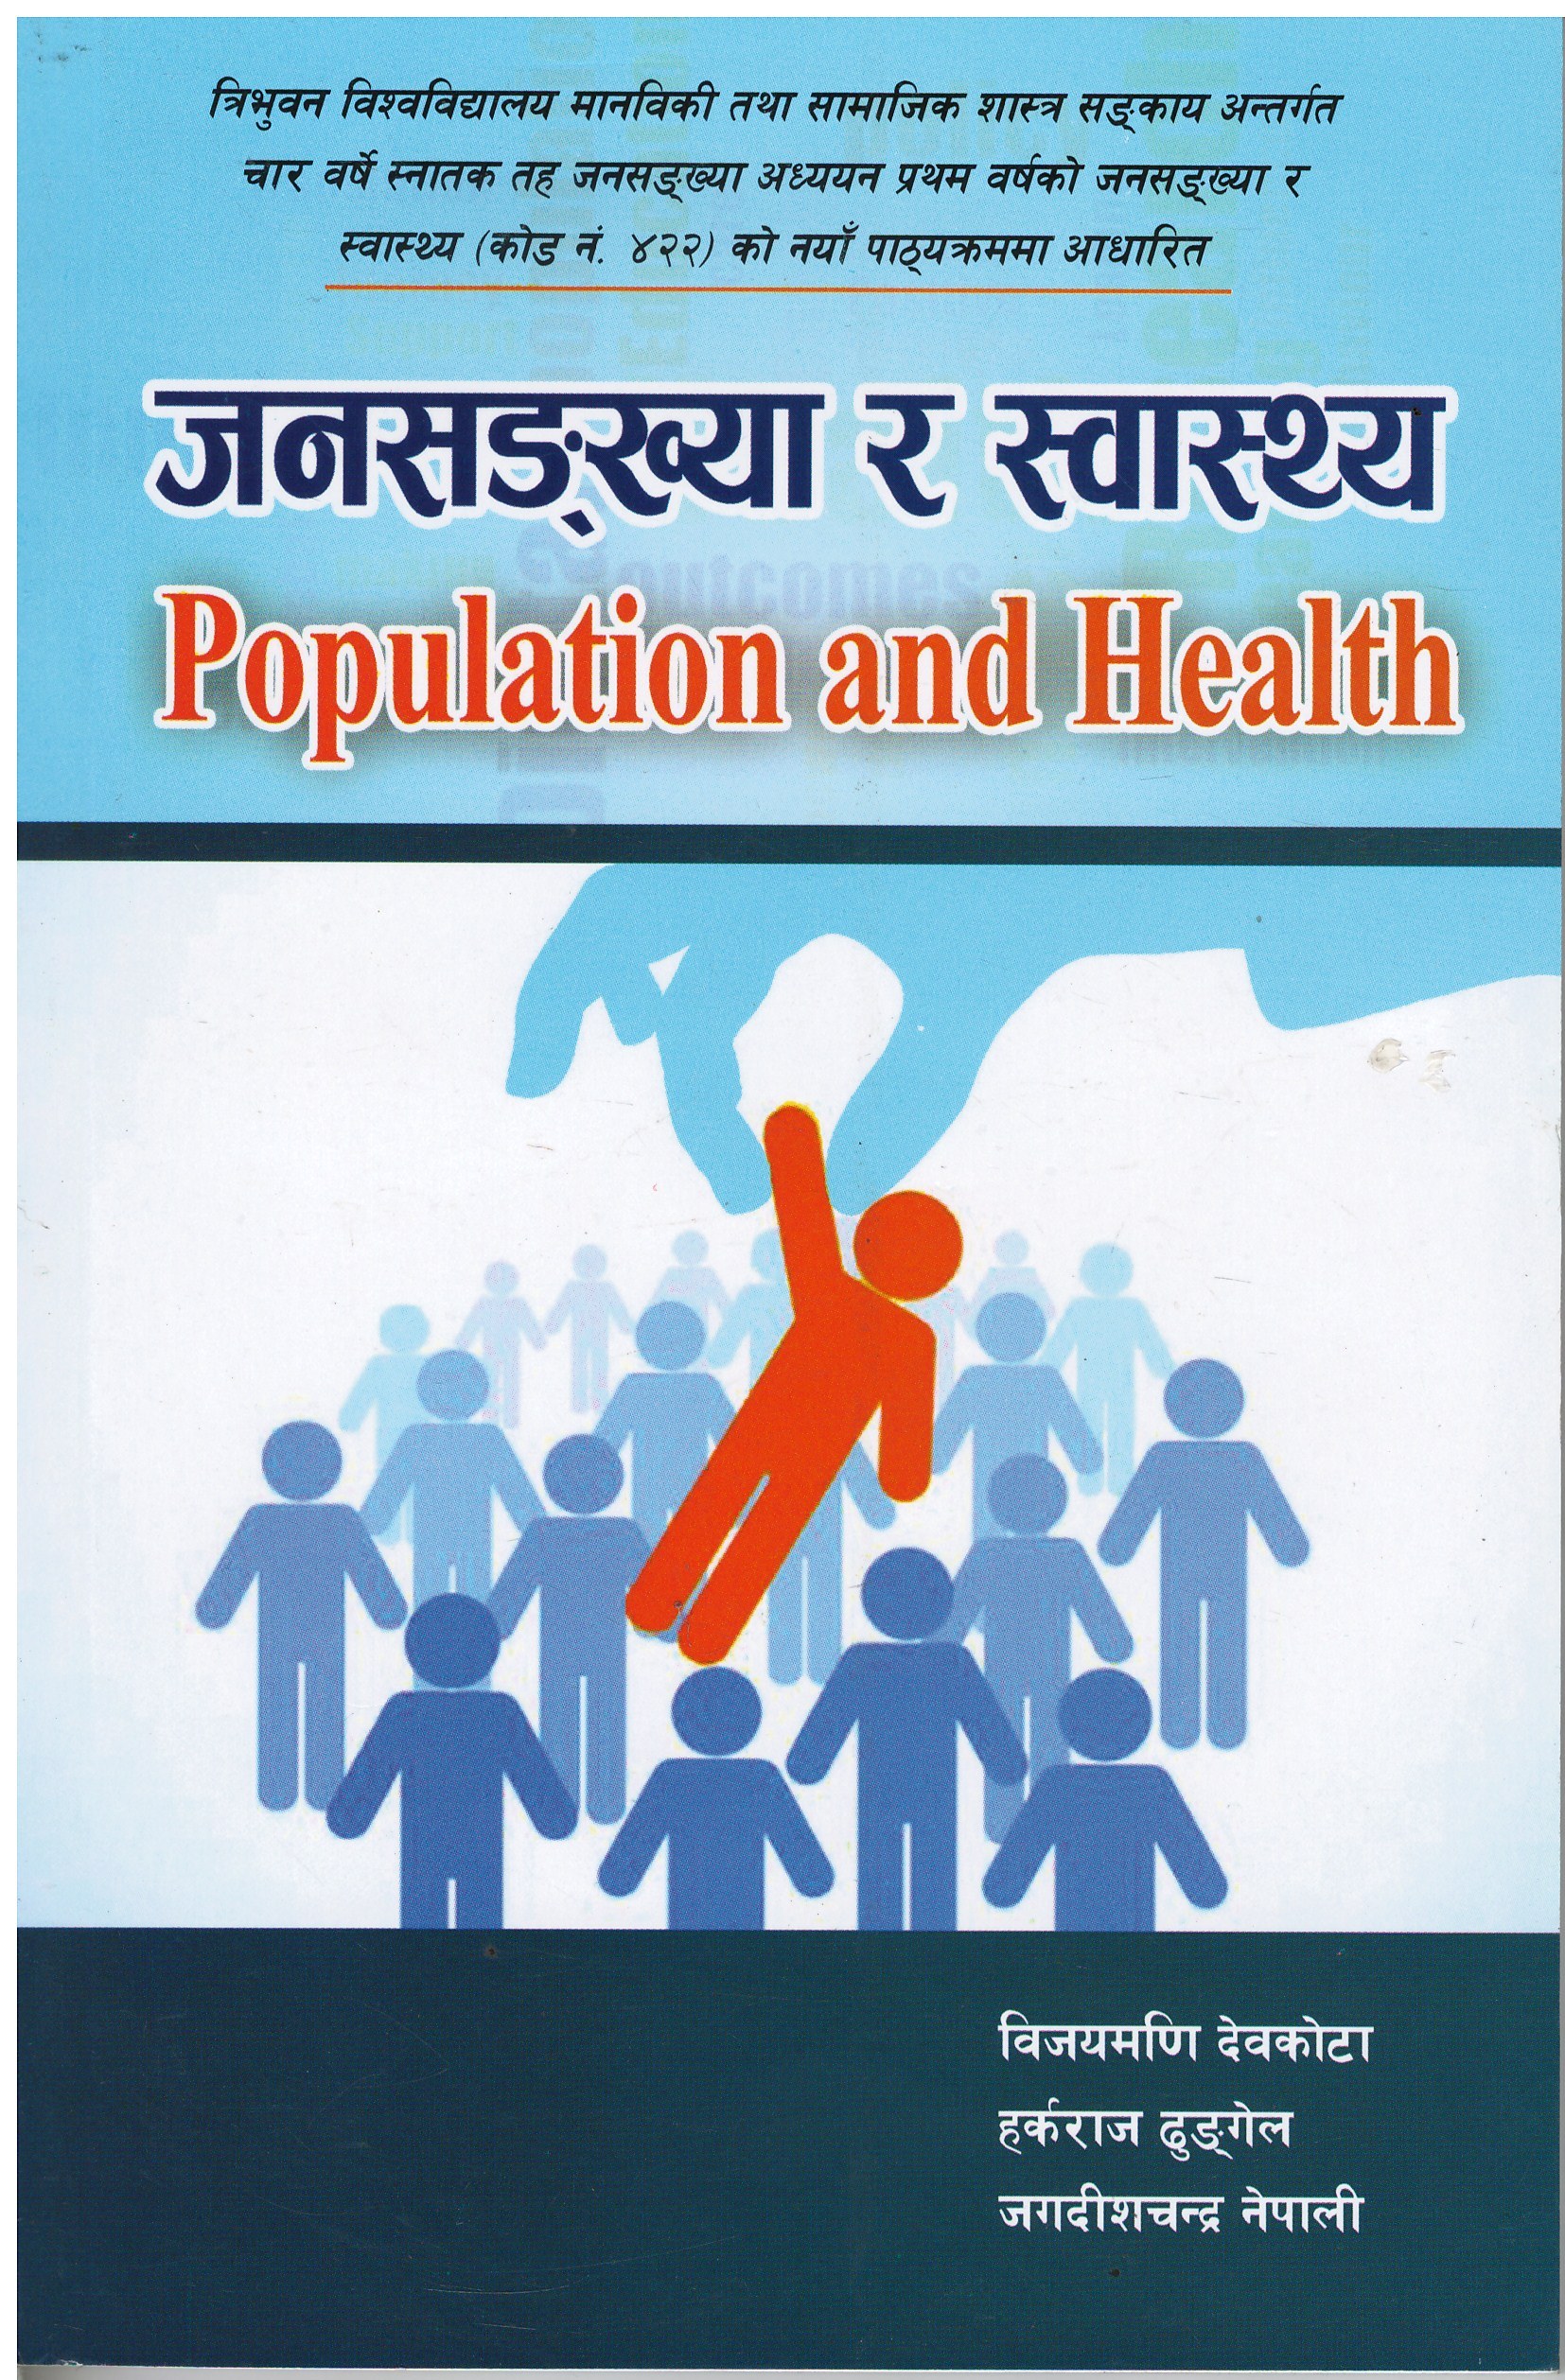 त्रिभुवन विश्वविद्यालय मानविकी तथा सामाजिक शास्त्र सङ्काय अन्तर्गत
चार वर्षे स्नातक तह जनसङ्ख्या अध्ययन प्रथम वर्षको जनसङ्ख्या र
स्वास्थ्य (कोड नं. ४२२) को नयाँ पाठ्यक्रममा आधारित
जनसङ्ख्या र स्वास्थ्य
Population and Health
outcomes
विजयमणि देवकोटा
हर्कराज ढुङ्गेल
जगदीशचन्द्र नेपाली